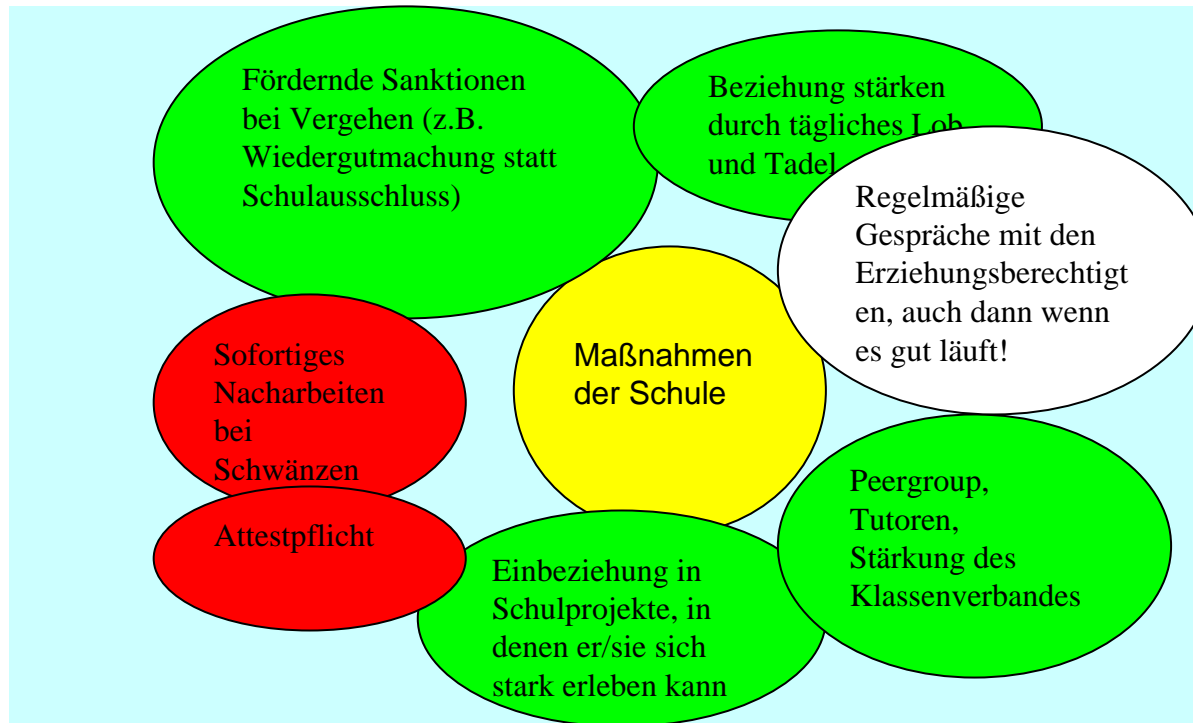 Fördernde Sanktionen
bei Vergehen (z.B.
Wiedergutmachung statt
Schulausschluss)
Beziehung stärken
durch tägliches Lob
und Tadel
Regelmäßige
Gespräche mit den
Erziehungsberechtigt
en, auch dann wenn
es gut läuft!
Maßnahmen
der Schule
Sofortiges
Nacharbeiten
bei
Schwänzen
Attestpflicht
Einbeziehung in
Schulprojekte, in
denen er/sie sich
stark erleben kann
Peergroup,
Tutoren,
Stärkung des
Klassenverbandes